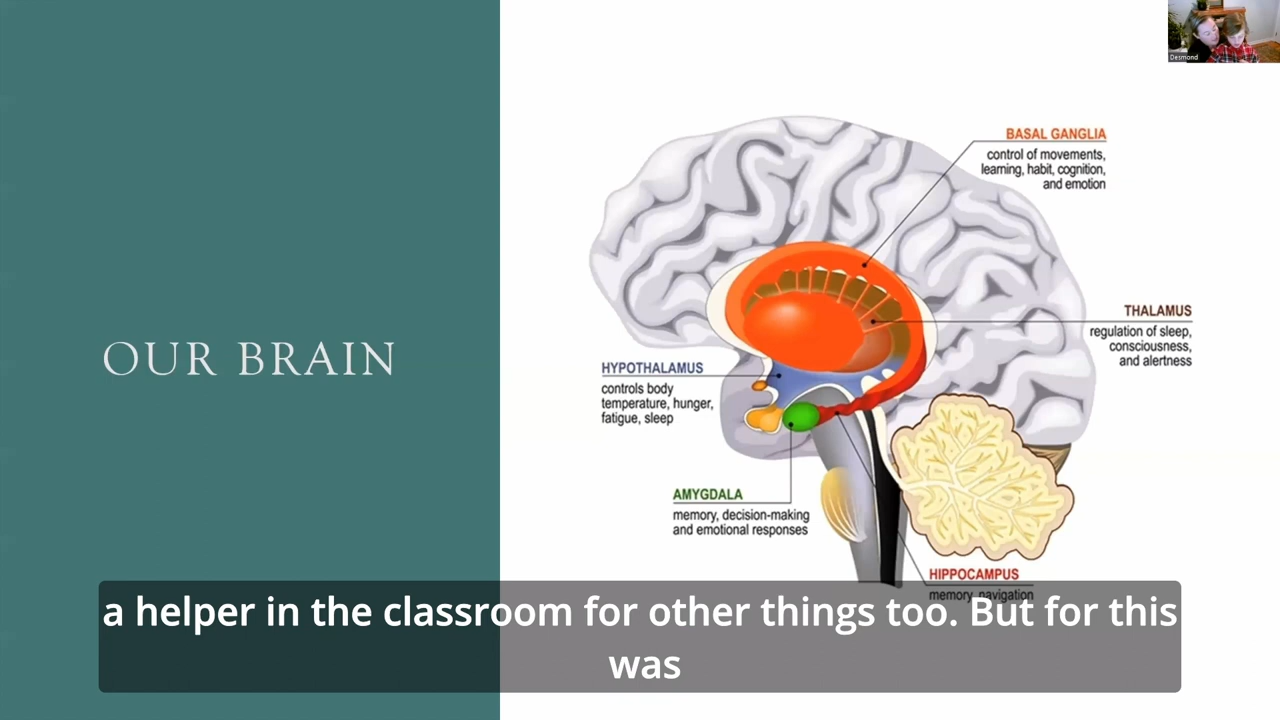 Desmond
OUR BRAIN
BASAL GANGLIA
control of movements,
learning, habit, cognition,
and emotion
THALAMUS
regulation of sleep,
consciousness,
and alertness
HYPOTHALAMUS
controls body
temperature, hunger,
fatigue, sleep
AMYGDALA
memory, decision-making
and emotional responses
HIPPOCAMPUS
memory, navigation
a helper in the classroom for other things too. But for this
was